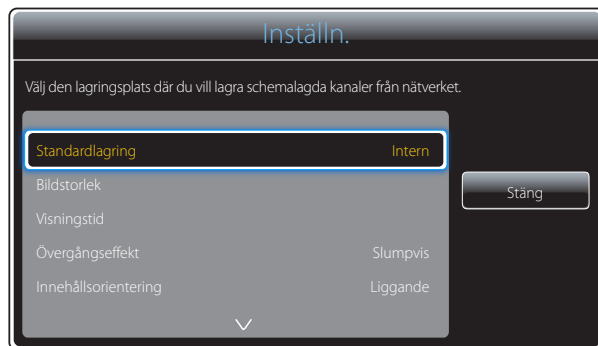 Inställn.
Välj den lagringsplats där du vill lagra schemalagda kanaler från nätverket.
Standardlagring Intern
Bildstorlek
Stäng
Visningstid
Övergångseffekt Slumpvis
Innehållsorientering Liggande